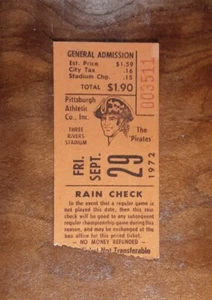 GENERAL ADMISSION
Est. Price $1.59
City Tax .16
Stadium Chg. .15
TOTAL $1.90
003511
Pittsburgh
Athletic
Co., Inc.
THREE
RIVERS
STADIUM
The
Pirates
FRI. SEPT. 29 1972
RAIN CHECK
In the event that a regular game is
not played this date, then this rain
check will be good to any subsequent
regular championship game during this
season, and may be exchanged at the
box office for this priced ticket.
NO MONEY REFUNDED
Not Transferable